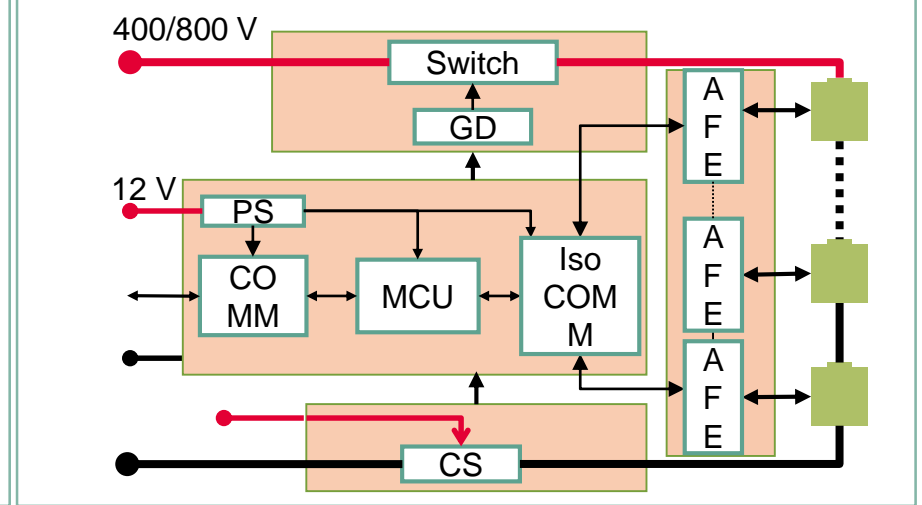 400/800 V
Switch
GD
A
F
E
12 V
PS
CO
MM
MCU
Iso
COM
M
A
F
E
A
F
E
CS